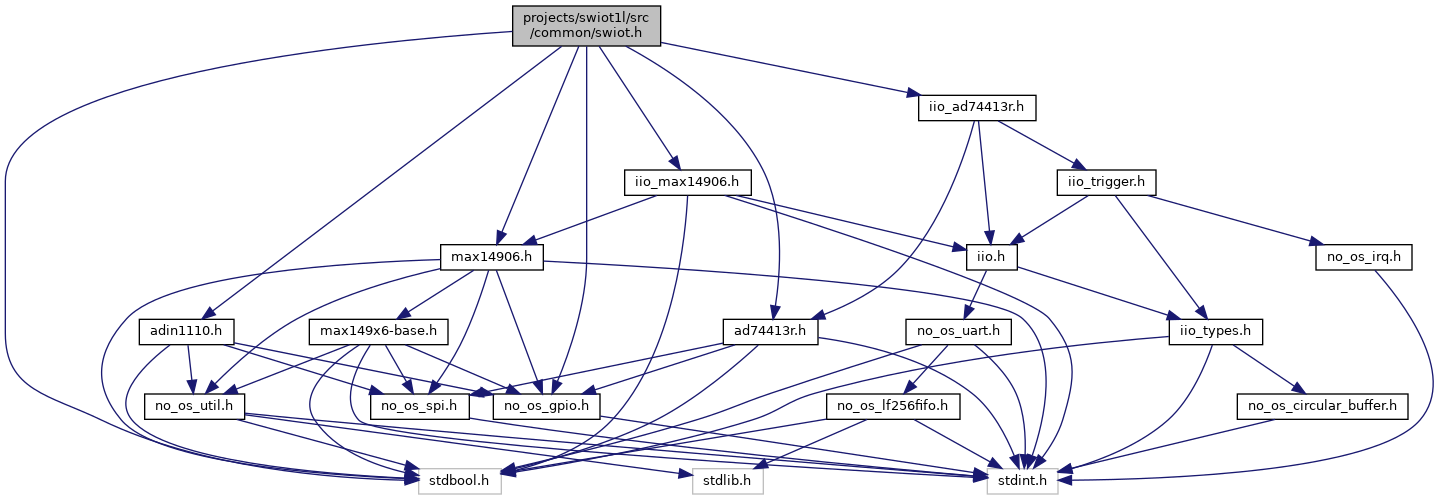 projects/swiot1l/src
/common/swiot.h
iio_ad74413r.h
iio_max14906.h
iio_trigger.h
max14906.h
iio.h
no_os_irq.h
adin1110.h
max149x6-base.h
ad74413r.h
no_os_uart.h
iio_types.h
no_os_util.h
no_os_spi.h
no_os_gpio.h
no_os_lf256fifo.h
no_os_circular_buffer.h
stdbool.h
stdlib.h
stdint.h